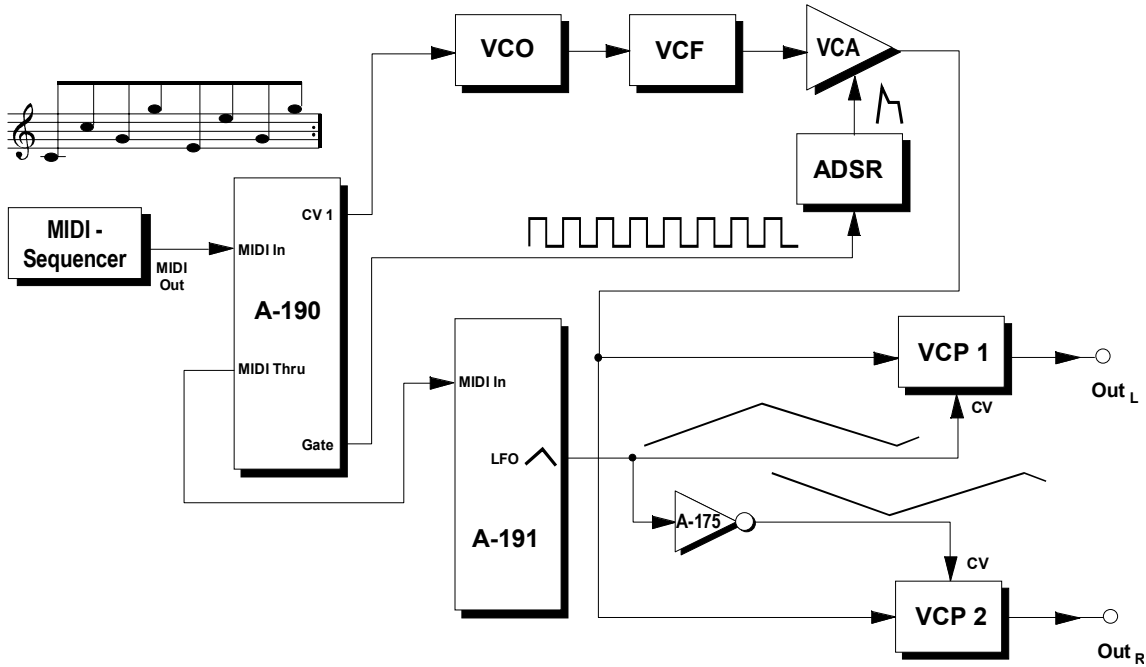 VCO
VCF
VCA
ADSR
MIDI -
Sequencer
MIDI
Out
CV 1
MIDI In
A-190
MIDI Thru
Gate
MIDI In
LFO
A-191
VCP 1
CV
Out L
A-175
CV
VCP 2
Out R